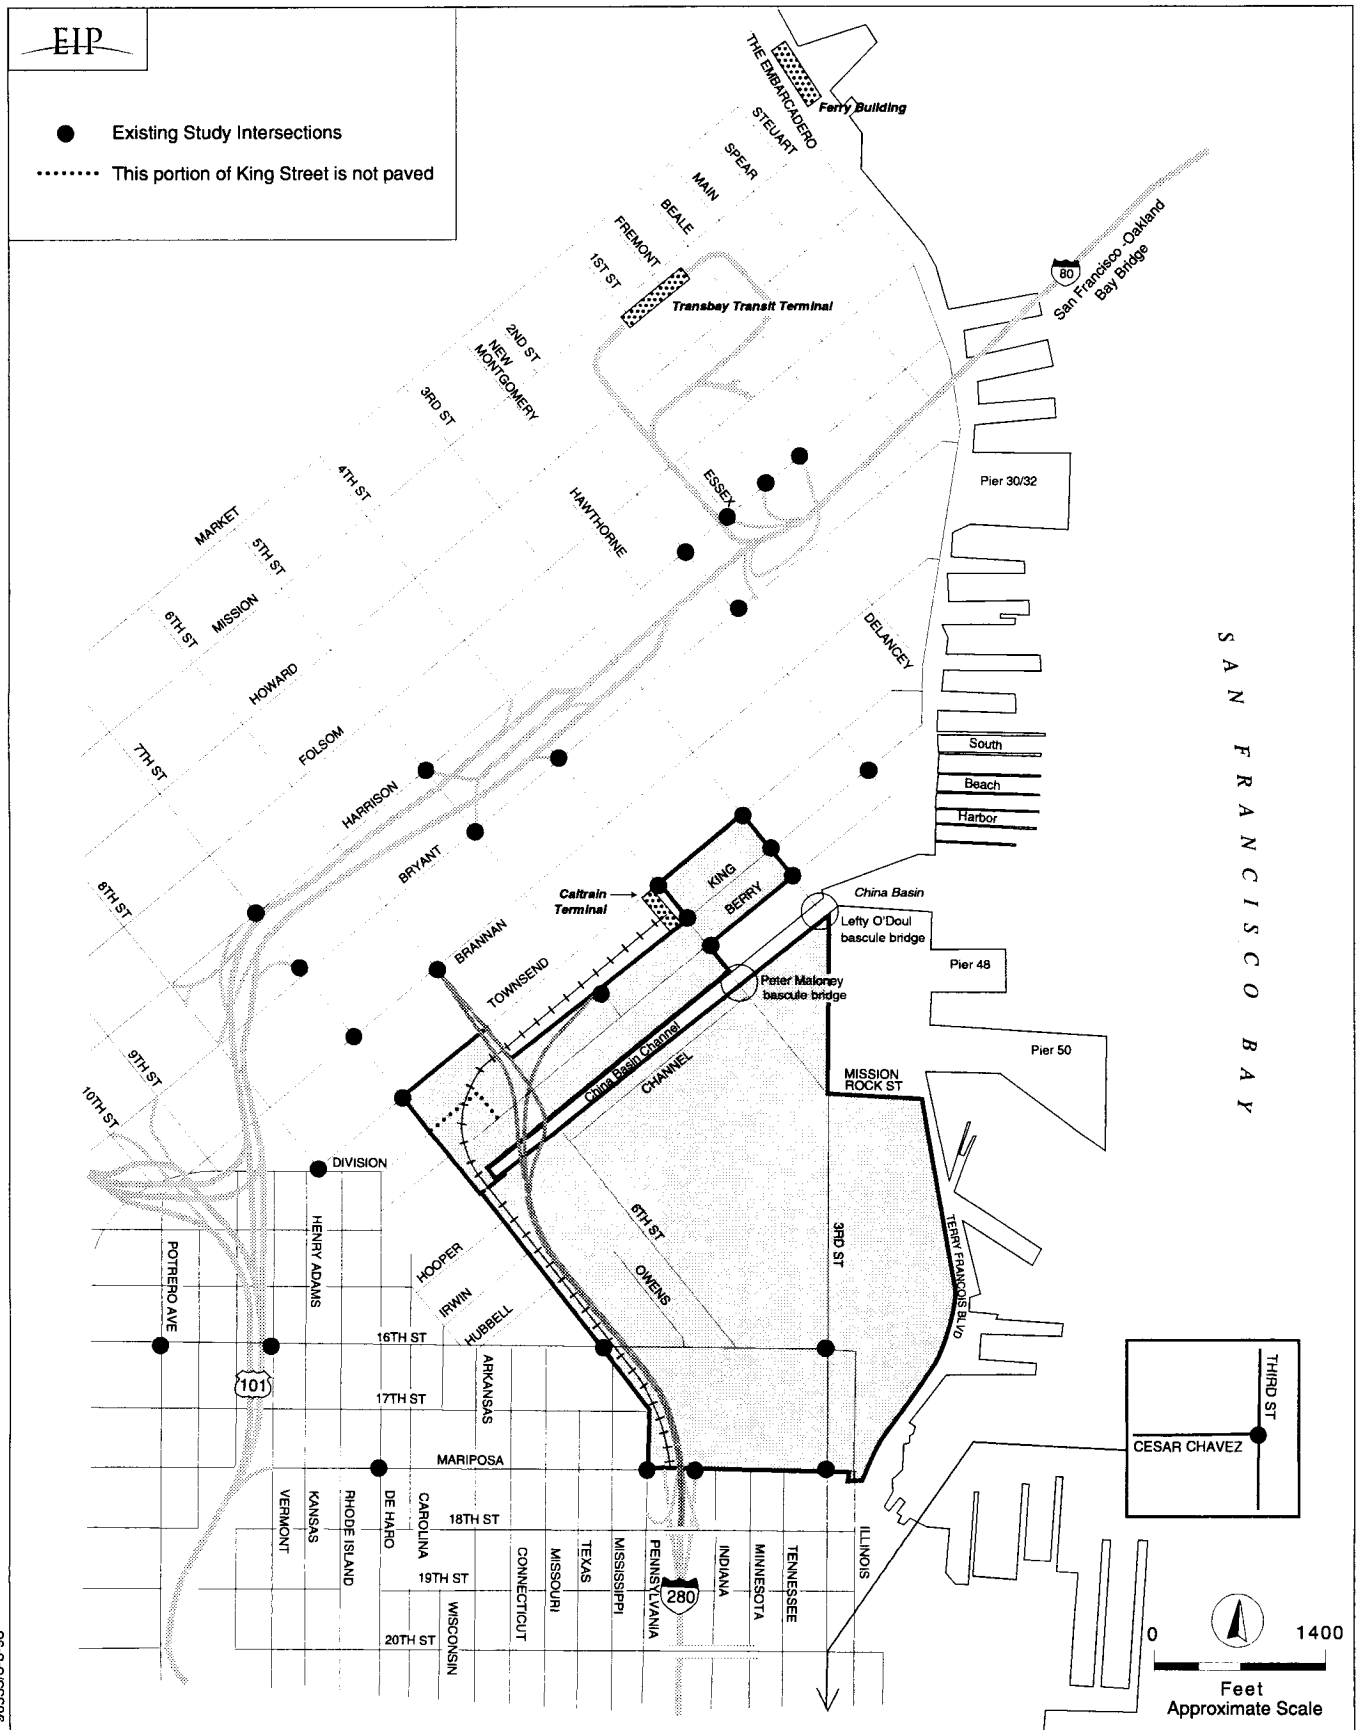 EIP
Existing Study Intersections
This portion of King Street is not paved
THE EMBARCADERO
Ferry Building
STEUART
SPEAR
MAIN
BEALE
FREMONT
1ST ST
Transbay Transit Terminal
80
San Francisco -Oakland
Bay Bridge
2ND ST
NEW
MONTGOMERY
3RD ST
4TH ST
HAWTHORNE
ESSEX
Pier 30/32
MARKET
5TH ST
MISSION
6TH ST
HOWARD
DELANCEY
FOLSOM
7TH ST
HARRISON
South
Beach
Harbor
SAN FRANCISCO BAY
BRYANT
8TH ST
KING
BERRY
Caltrain
Terminal
China Basin
Lefty O'Doul
bascule bridge
BRANNAN
TOWNSEND
Pier 48
Peter Maloney
bascule bridge
Pier 50
9TH ST
10TH ST
China Basin Channel
CHANNEL
MISSION
ROCK ST
DIVISION
HENRY ADAMS
POTRERO AVE
HOOPER
IRWIN
HUBBELL
6TH ST
OWENS
3RD ST
TERRY FRANCOIS BLVD
16TH ST
101
ARKANSAS
17TH ST
MARIPOSA
THIRD ST
CESAR CHAVEZ
VERMONT
KANSAS
RHODE ISLAND
DE HARO
CAROLINA
18TH ST
CONNECTICUT
MISSOURI
TEXAS
MISSISSIPPI
PENNSYLVANIA
INDIANA
MINNESOTA
TENNESSEE
ILLINOIS
19TH ST
WISCONSIN
280
20TH ST
0 1400
Feet
Approximate Scale